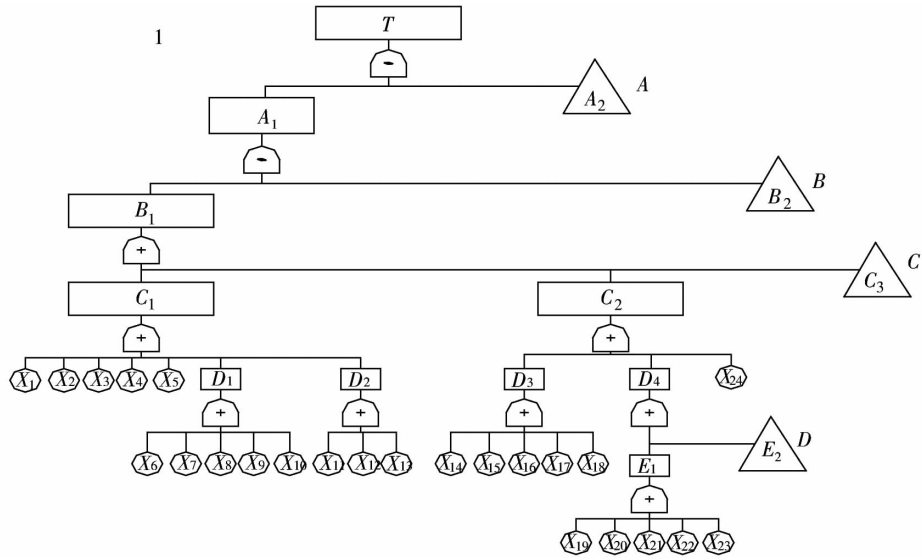 T
1
A₂ A
A₁
B₂ B
B₁
C₃ C
C₁ C₂
X₁ X₂ X₃ X₄ X₅ D₁ D₂ D₃ D₄ X₂₄
E₂ D
X₆ X₇ X₈ X₉ X₁₀ X₁₁ X₁₂ X₁₃ X₁₄ X₁₅ X₁₆ X₁₇ X₁₈ E₁
X₁₉ X₂₀ X₂₁ X₂₂ X₂₃